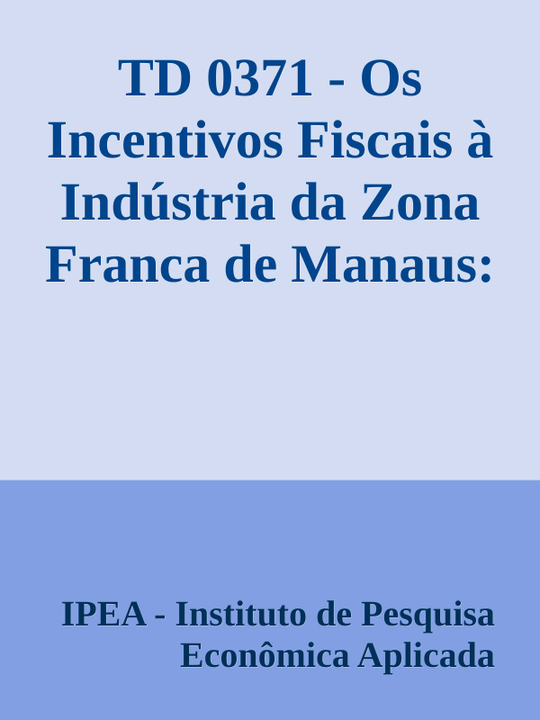 TD 0371 - Os
Incentivos Fiscais à
Indústria da Zona
Franca de Manaus:
IPEA - Instituto de Pesquisa
Econômica Aplicada